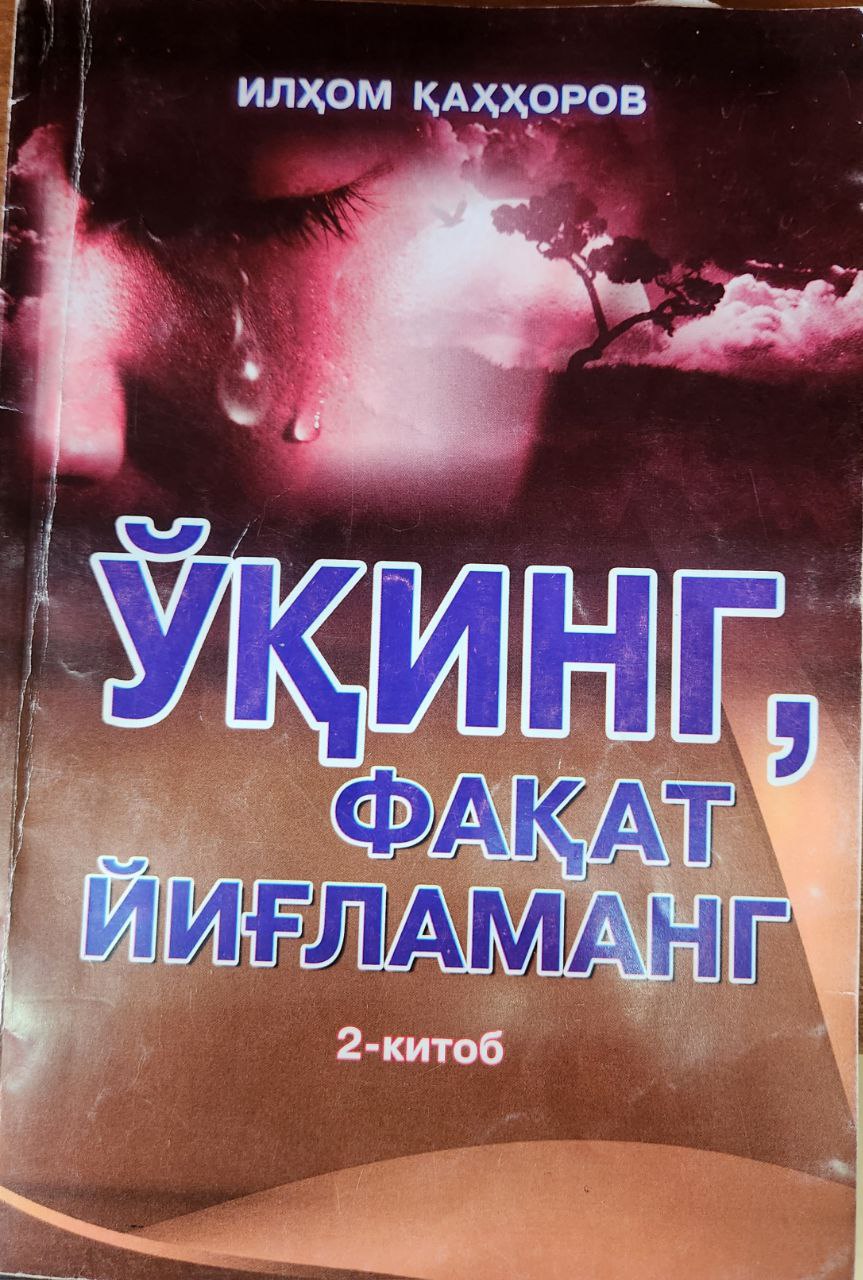 ИЛҲОМ ҚАҲҲОРОВ
ЎҚИНГ,
ФАҚАТ
ЙИҒЛАМАНГ
2-китоб